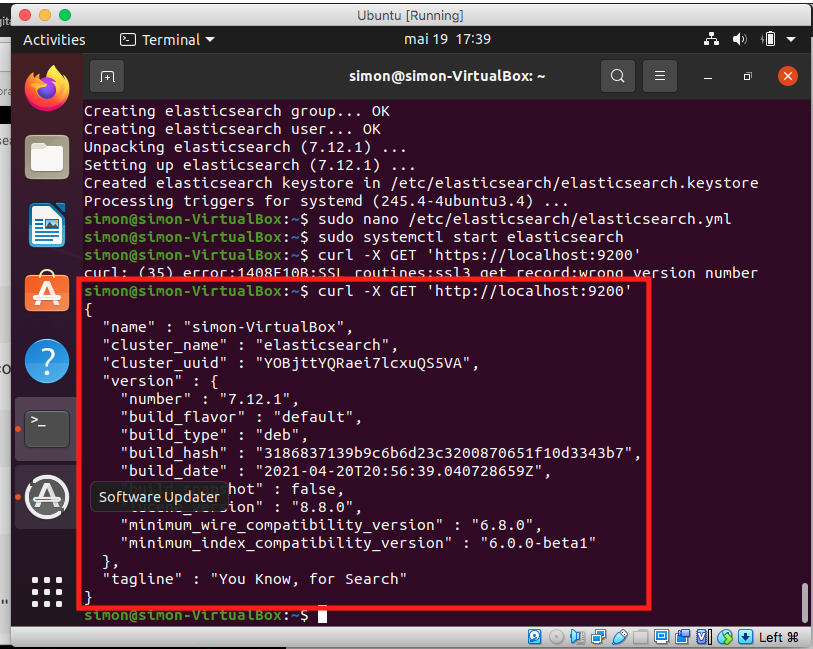 Ubuntu [Running]
Activities
Terminal
mai 19 17:39
simon@simon-VirtualBox: ~
Creating elasticsearch group... OK
Creating elasticsearch user... OK
Unpacking elasticsearch (7.12.1) ...
Setting up elasticsearch (7.12.1) ...
Created elasticsearch keystore in /etc/elasticsearch/elasticsearch.keystore
Processing triggers for systemd (245.4-4ubuntu3.4) ...
simon@simon-VirtualBox:~$ sudo nano /etc/elasticsearch/elasticsearch.yml
simon@simon-VirtualBox:~$ sudo systemctl start elasticsearch
simon@simon-VirtualBox:~$ curl -X GET 'https://localhost:9200'
curl: (35) error:1408F10B:SSL routines:ssl3_get_record:wrong version number
simon@simon-VirtualBox:~$ curl -X GET 'http://localhost:9200'
{
"name" : "simon-VirtualBox",
"cluster_name" : "elasticsearch",
"cluster_uuid" : "YOBjttYQRaei7lcxuQS5VA",
"version" : {
"number" : "7.12.1",
"build_flavor" : "default",
"build_type" : "deb",
"build_hash" : "3186837139b9c6b6d23c3200870651f10d3343b7",
"build_date" : "2021-04-20T20:56:39.040728659Z",
"build_snapshot" : false,
Software Updater
"lucene_version" : "8.8.0",
"minimum_wire_compatibility_version" : "6.8.0",
"minimum_index_compatibility_version" : "6.0.0-beta1"
},
"tagline" : "You Know, for Search"
}
simon@simon-VirtualBox:~$
Left ⌘